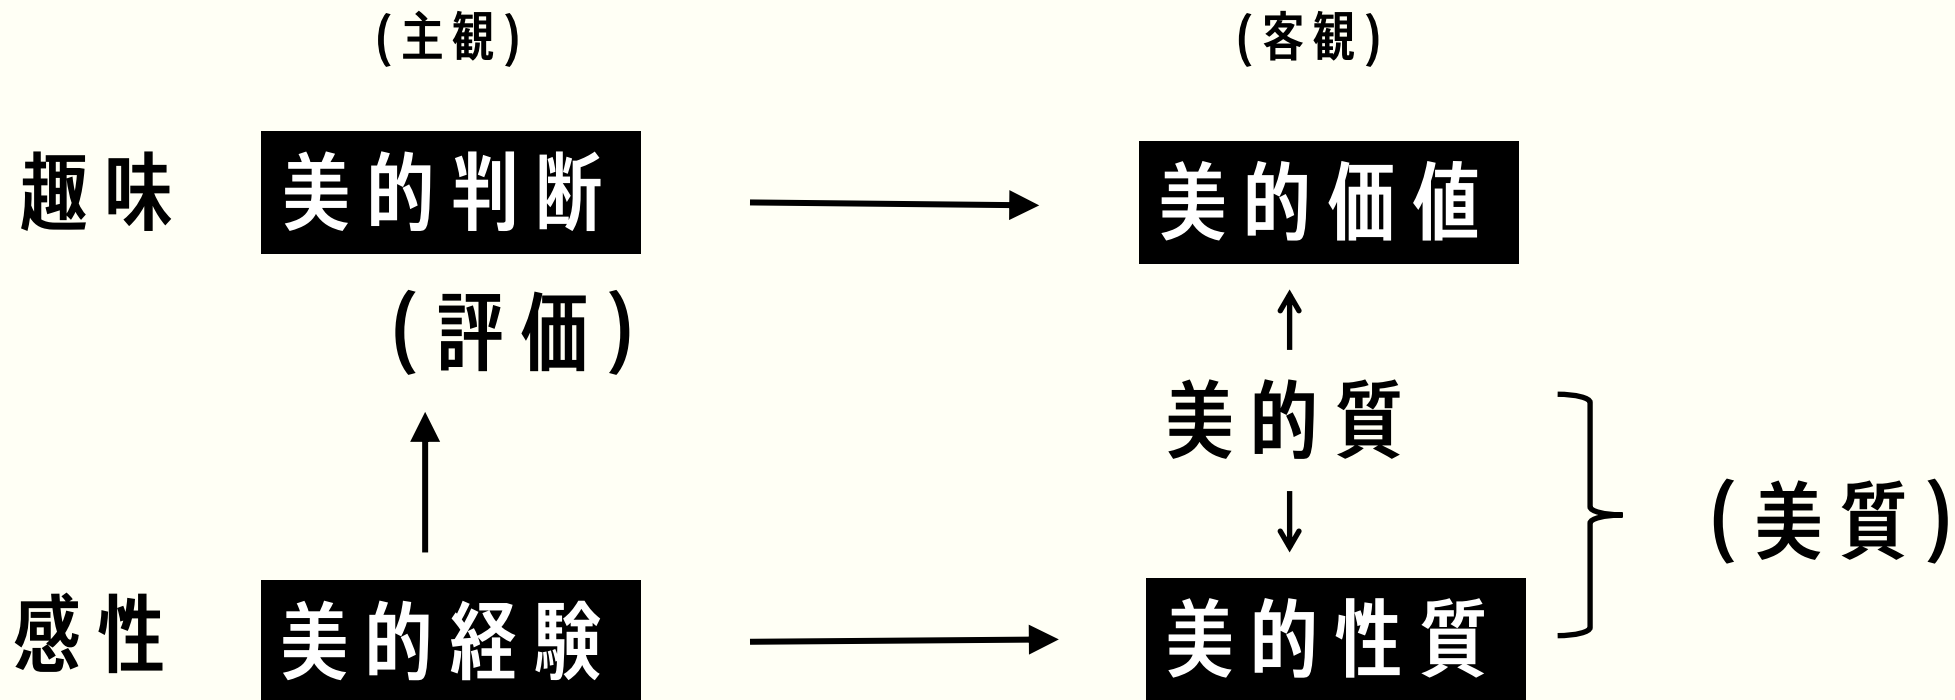 (主観) (客観)
趣味 美的判断 美的価値
(評価)
美的質
(美質)
感性 美的経験 美的性質